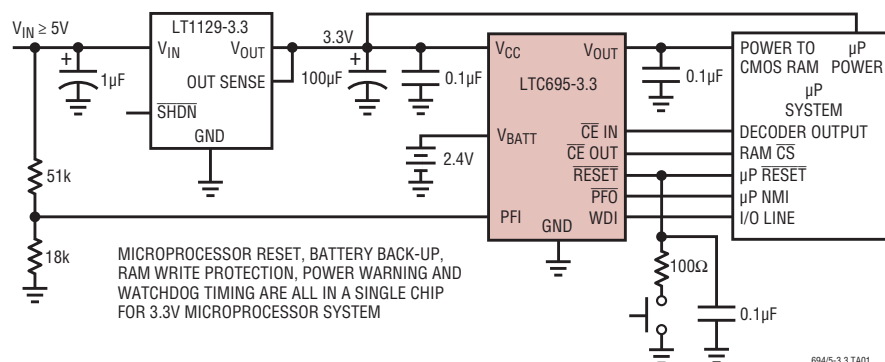 VIN ≥ 5V
LT1129-3.3
VIN
VOUT
OUT SENSE
SHDN
GND
1µF
3.3V
100µF
0.1µF
VCC
VOUT
LTC695-3.3
VBATT
2.4V
CE IN
CE OUT
RESET
PFO
PFI
WDI
GND
0.1µF
POWER TO
CMOS RAM
µP
POWER
µP
SYSTEM
DECODER OUTPUT
RAM CS
µP RESET
µP NMI
I/O LINE
51k
18k
100Ω
0.1µF
MICROPROCESSOR RESET, BATTERY BACK-UP,
RAM WRITE PROTECTION, POWER WARNING AND
WATCHDOG TIMING ARE ALL IN A SINGLE CHIP
FOR 3.3V MICROPROCESSOR SYSTEM
694/5-3.3 TA01